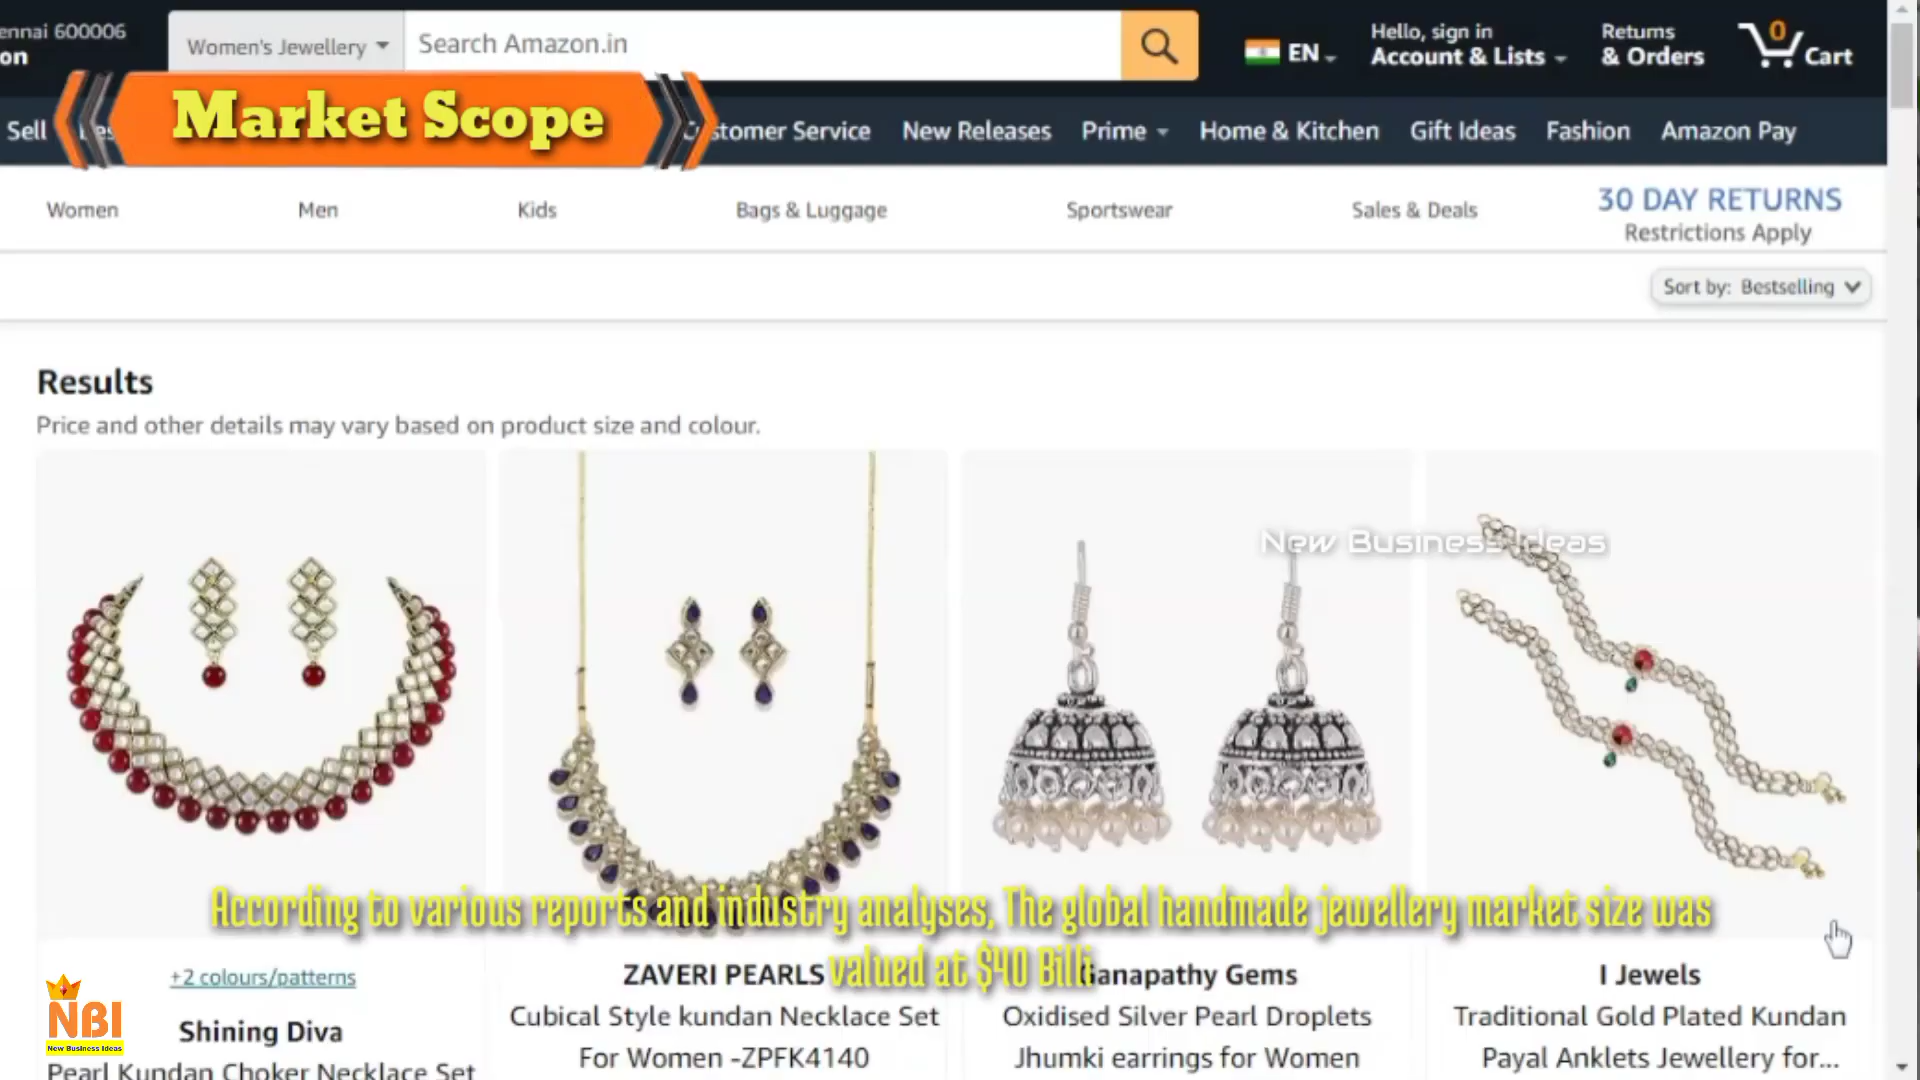 ennai 600006
on
Women's Jewellery
Search Amazon.in
EN
Hello, sign in
Account & Lists
Returns
& Orders
0
Cart
Market Scope
Sell
stomer Service
New Releases
Prime
Home & Kitchen
Gift Ideas
Fashion
Amazon Pay
Women
Men
Kids
Bags & Luggage
Sportswear
Sales & Deals
30 DAY RETURNS
Restrictions Apply
Sort by: Bestselling
Results
Price and other details may vary based on product size and colour.
New Business Ideas
According to various reports and industry analyses, The global handmade jewellery market size was
valued at $40 Billi
+2 colours/patterns
Shining Diva
Pearl Kundan Choker Necklace Set
ZAVERI PEARLS
Cubical Style kundan Necklace Set
For Women -ZPFK4140
Ganapathy Gems
Oxidised Silver Pearl Droplets
Jhumki earrings for Women
I Jewels
Traditional Gold Plated Kundan
Payal Anklets Jewellery for...
NBI
New Business Ideas